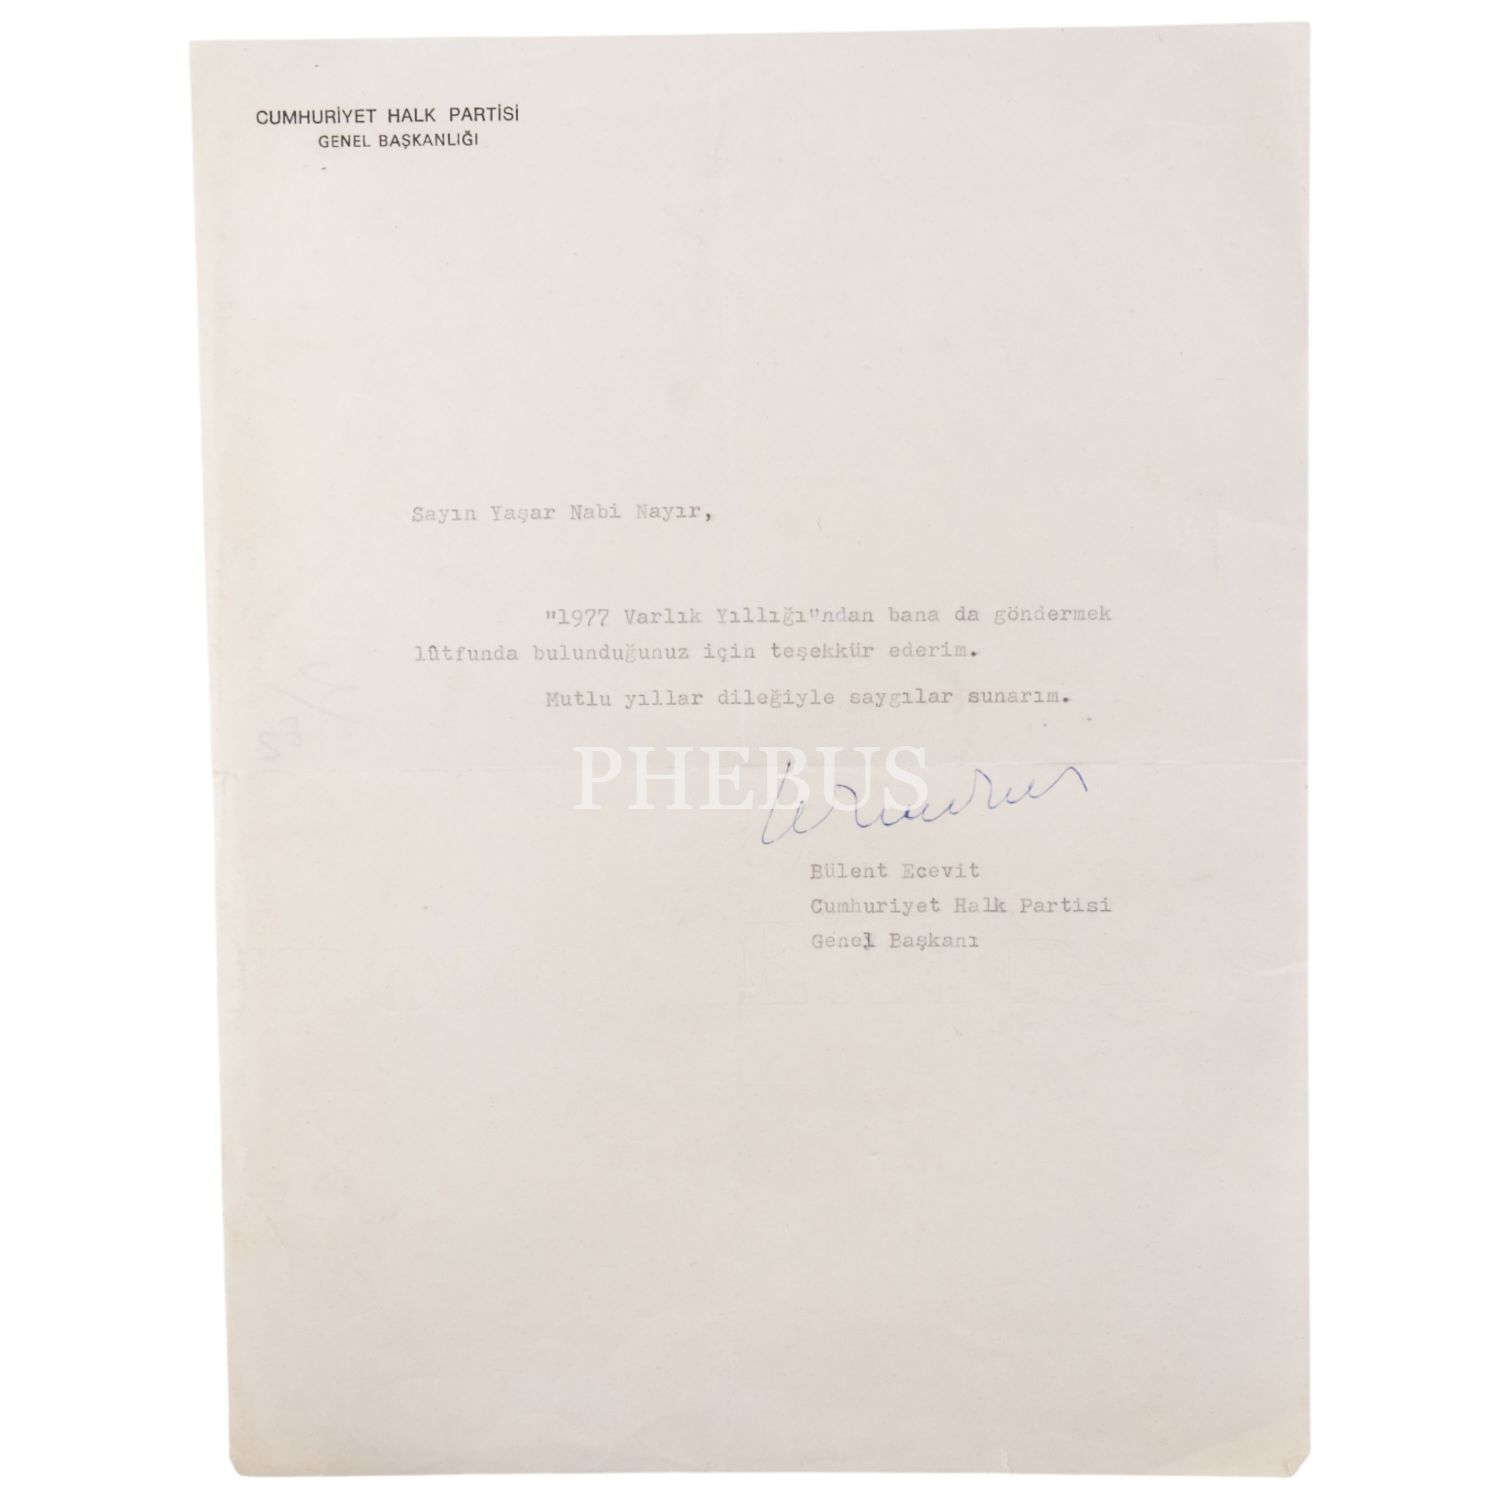 CUMHURİYET HALK PARTİSİ
GENEL BAŞKANLIĞI
Sayın Yaşar Nabi Nayır,
"1977 Varlık Yıllığı"ndan bana da göndermek
lûtfunda bulunduğunuz için teşekkür ederim.
Mutlu yıllar dileğiyle saygılar sunarım.
PHEBUS
Bülent Ecevit
Cumhuriyet Halk Partisi
Genel Başkanı